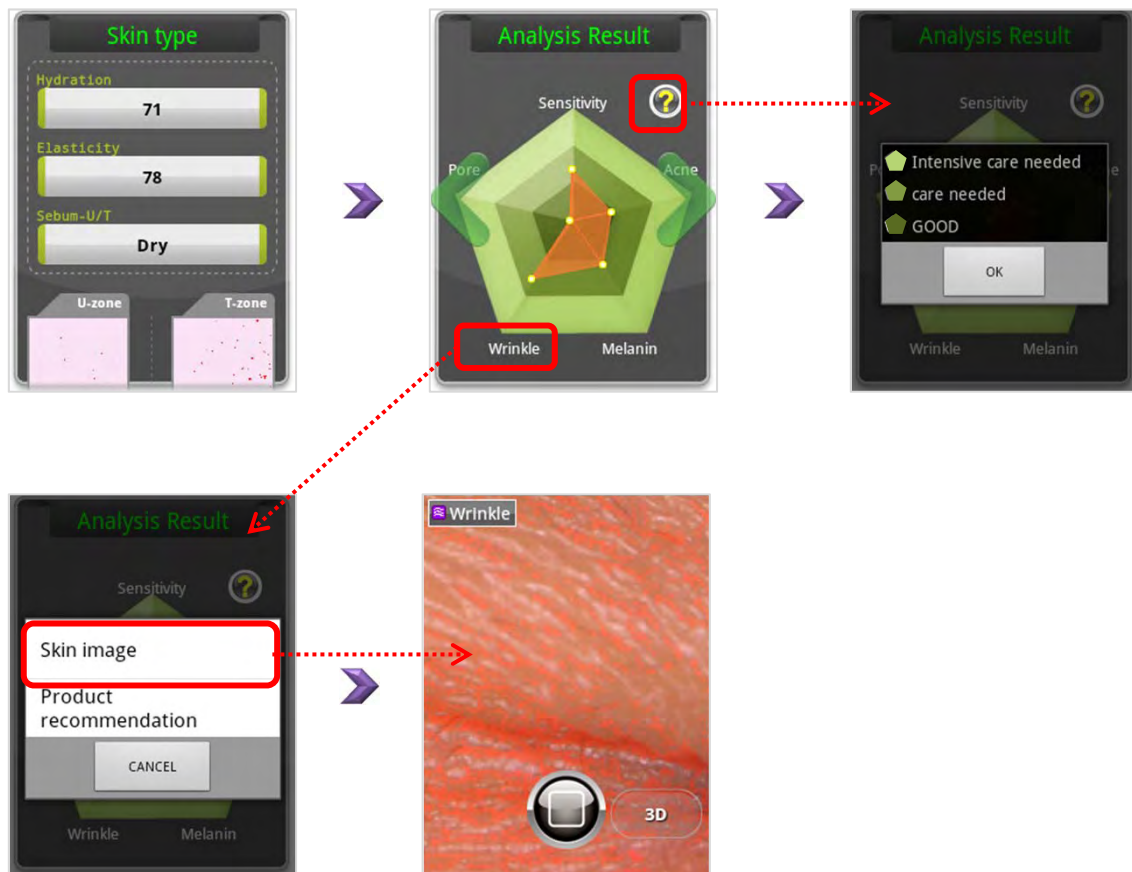 Skin type
Hydration
71
Elasticity
78
Sebum-U/T
Dry
U-zone
T-zone
Analysis Result
Sensitivity
?
Pore
Acne
Wrinkle
Melanin
Analysis Result
Sensitivity
?
Intensive care needed
care needed
GOOD
OK
Wrinkle
Melanin
Analysis Result
Sensitivity
?
Skin image
Product
recommendation
CANCEL
Wrinkle
Melanin
Wrinkle
3D